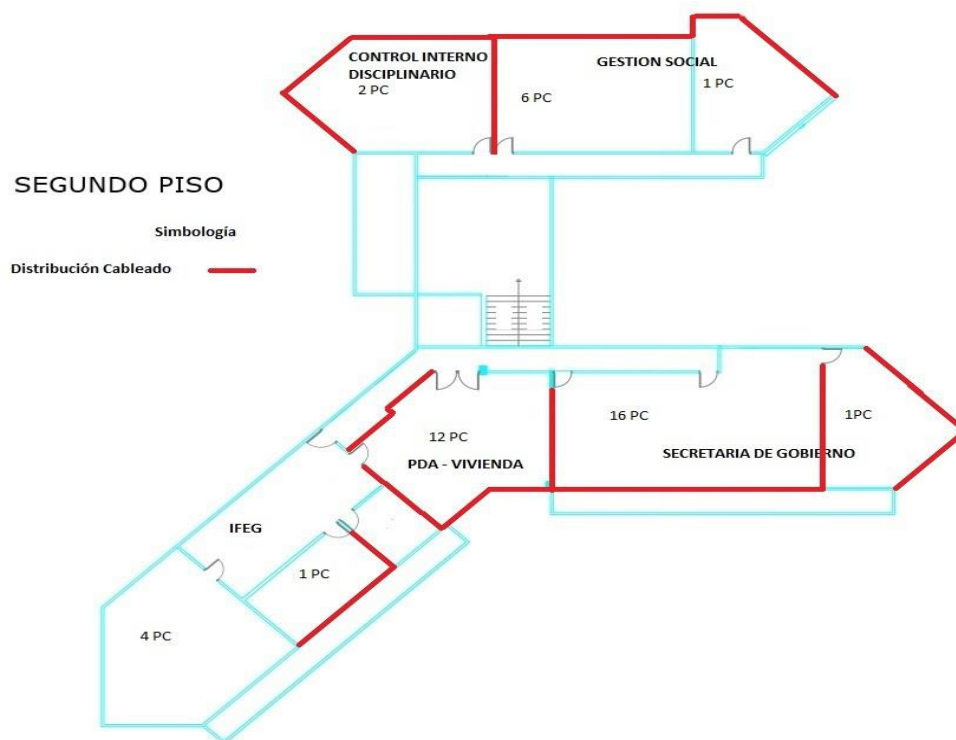 CONTROL INTERNO
DISCIPLINARIO
2 PC
GESTION SOCIAL
6 PC
1 PC
SEGUNDO PISO
Simbología
Distribución Cableado
16 PC
1PC
12 PC
PDA - VIVIENDA
SECRETARIA DE GOBIERNO
IFEG
1 PC
4 PC